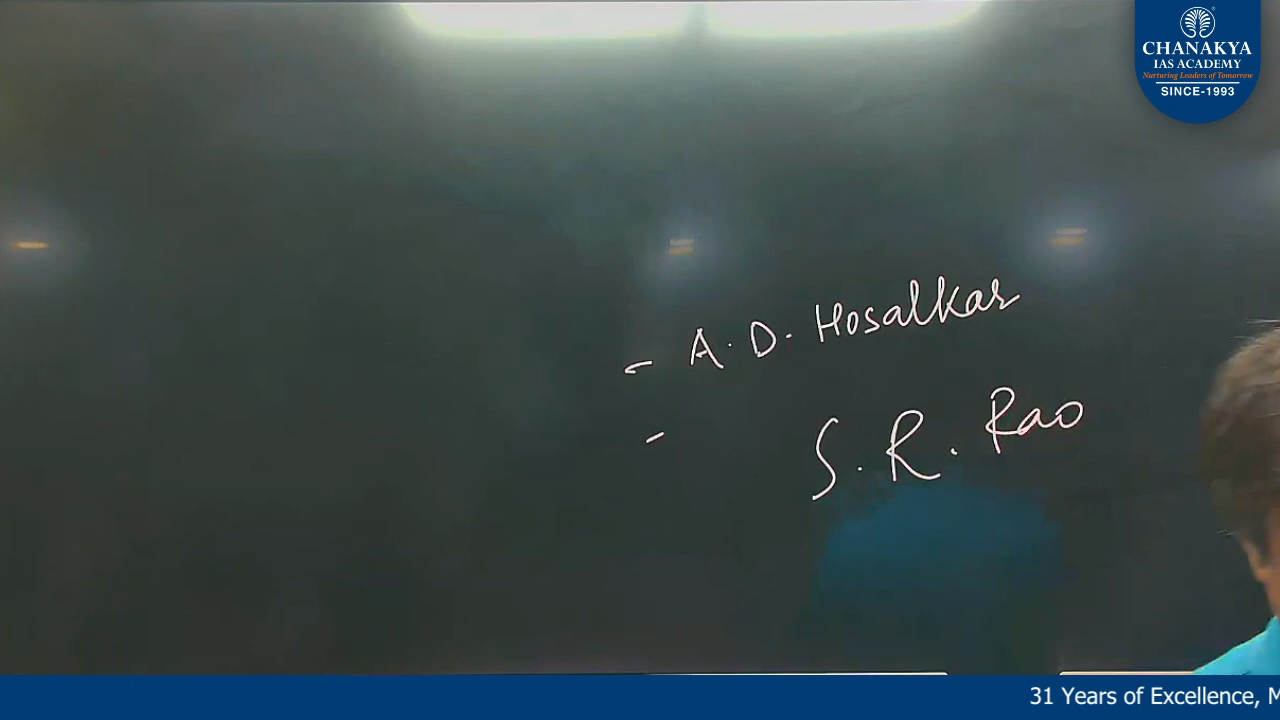 CHANAKYA
IAS ACADEMY
Nurturing Leaders of Tomorrow
SINCE-1993
- A. D. Hosalkar
- S. R. Rao
31 Years of Excellence, M